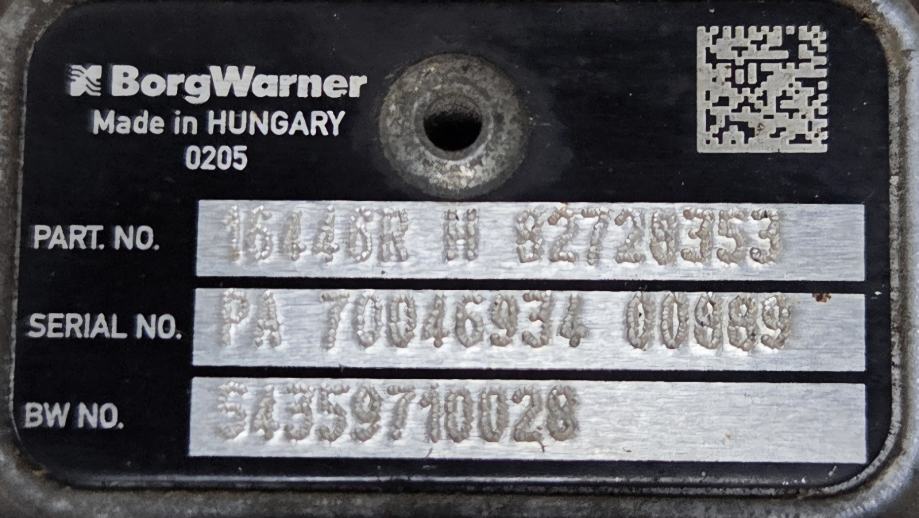 BorgWarner
Made in HUNGARY
0205
PART. NO. 16446R H 82720353
SERIAL NO. PA 70046934 00989
BW NO. 54359710028